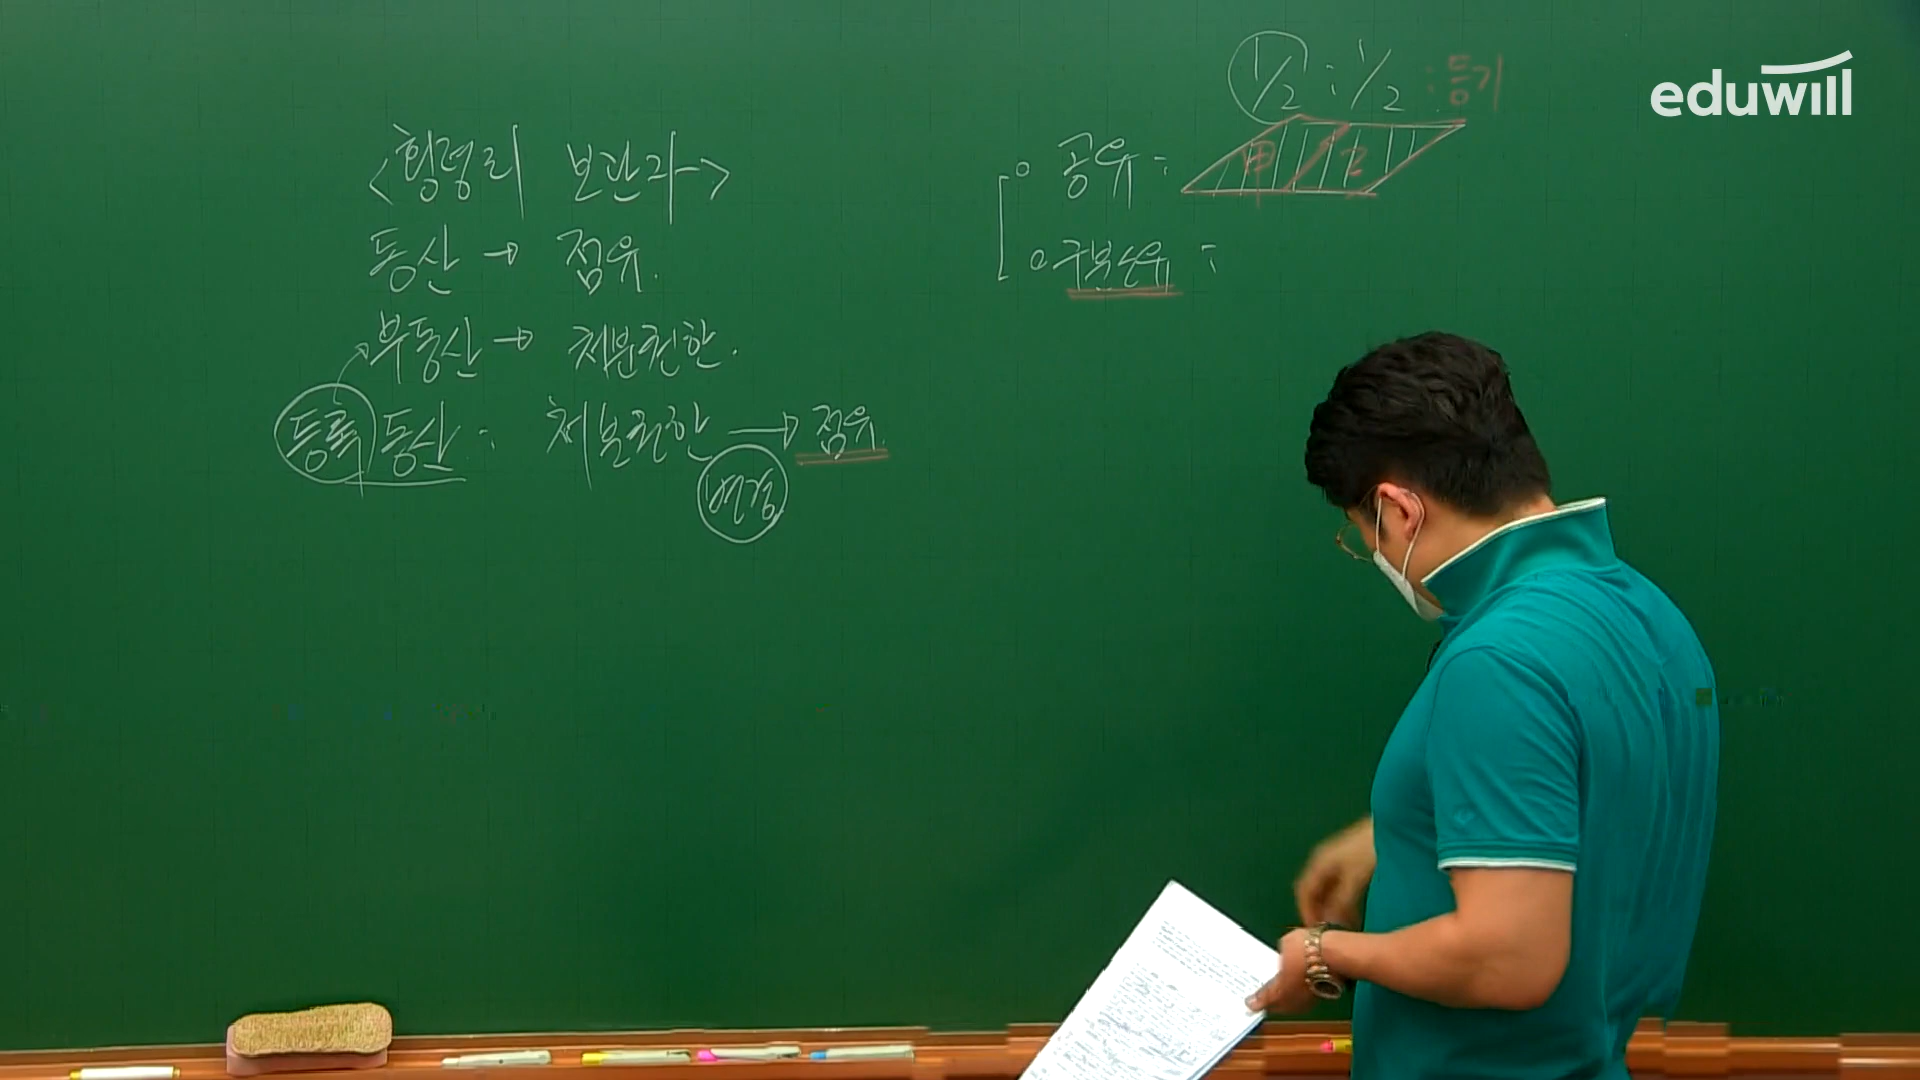 <횡령죄 보관자>
동산 → 점유.
부동산 → 처분권한.
등록 동산 : 처분권한 → 점유.
변경
1/2 : 1/2 : 등기
○ 공유 :
甲 乙
○ 구분소유 :
eduwill